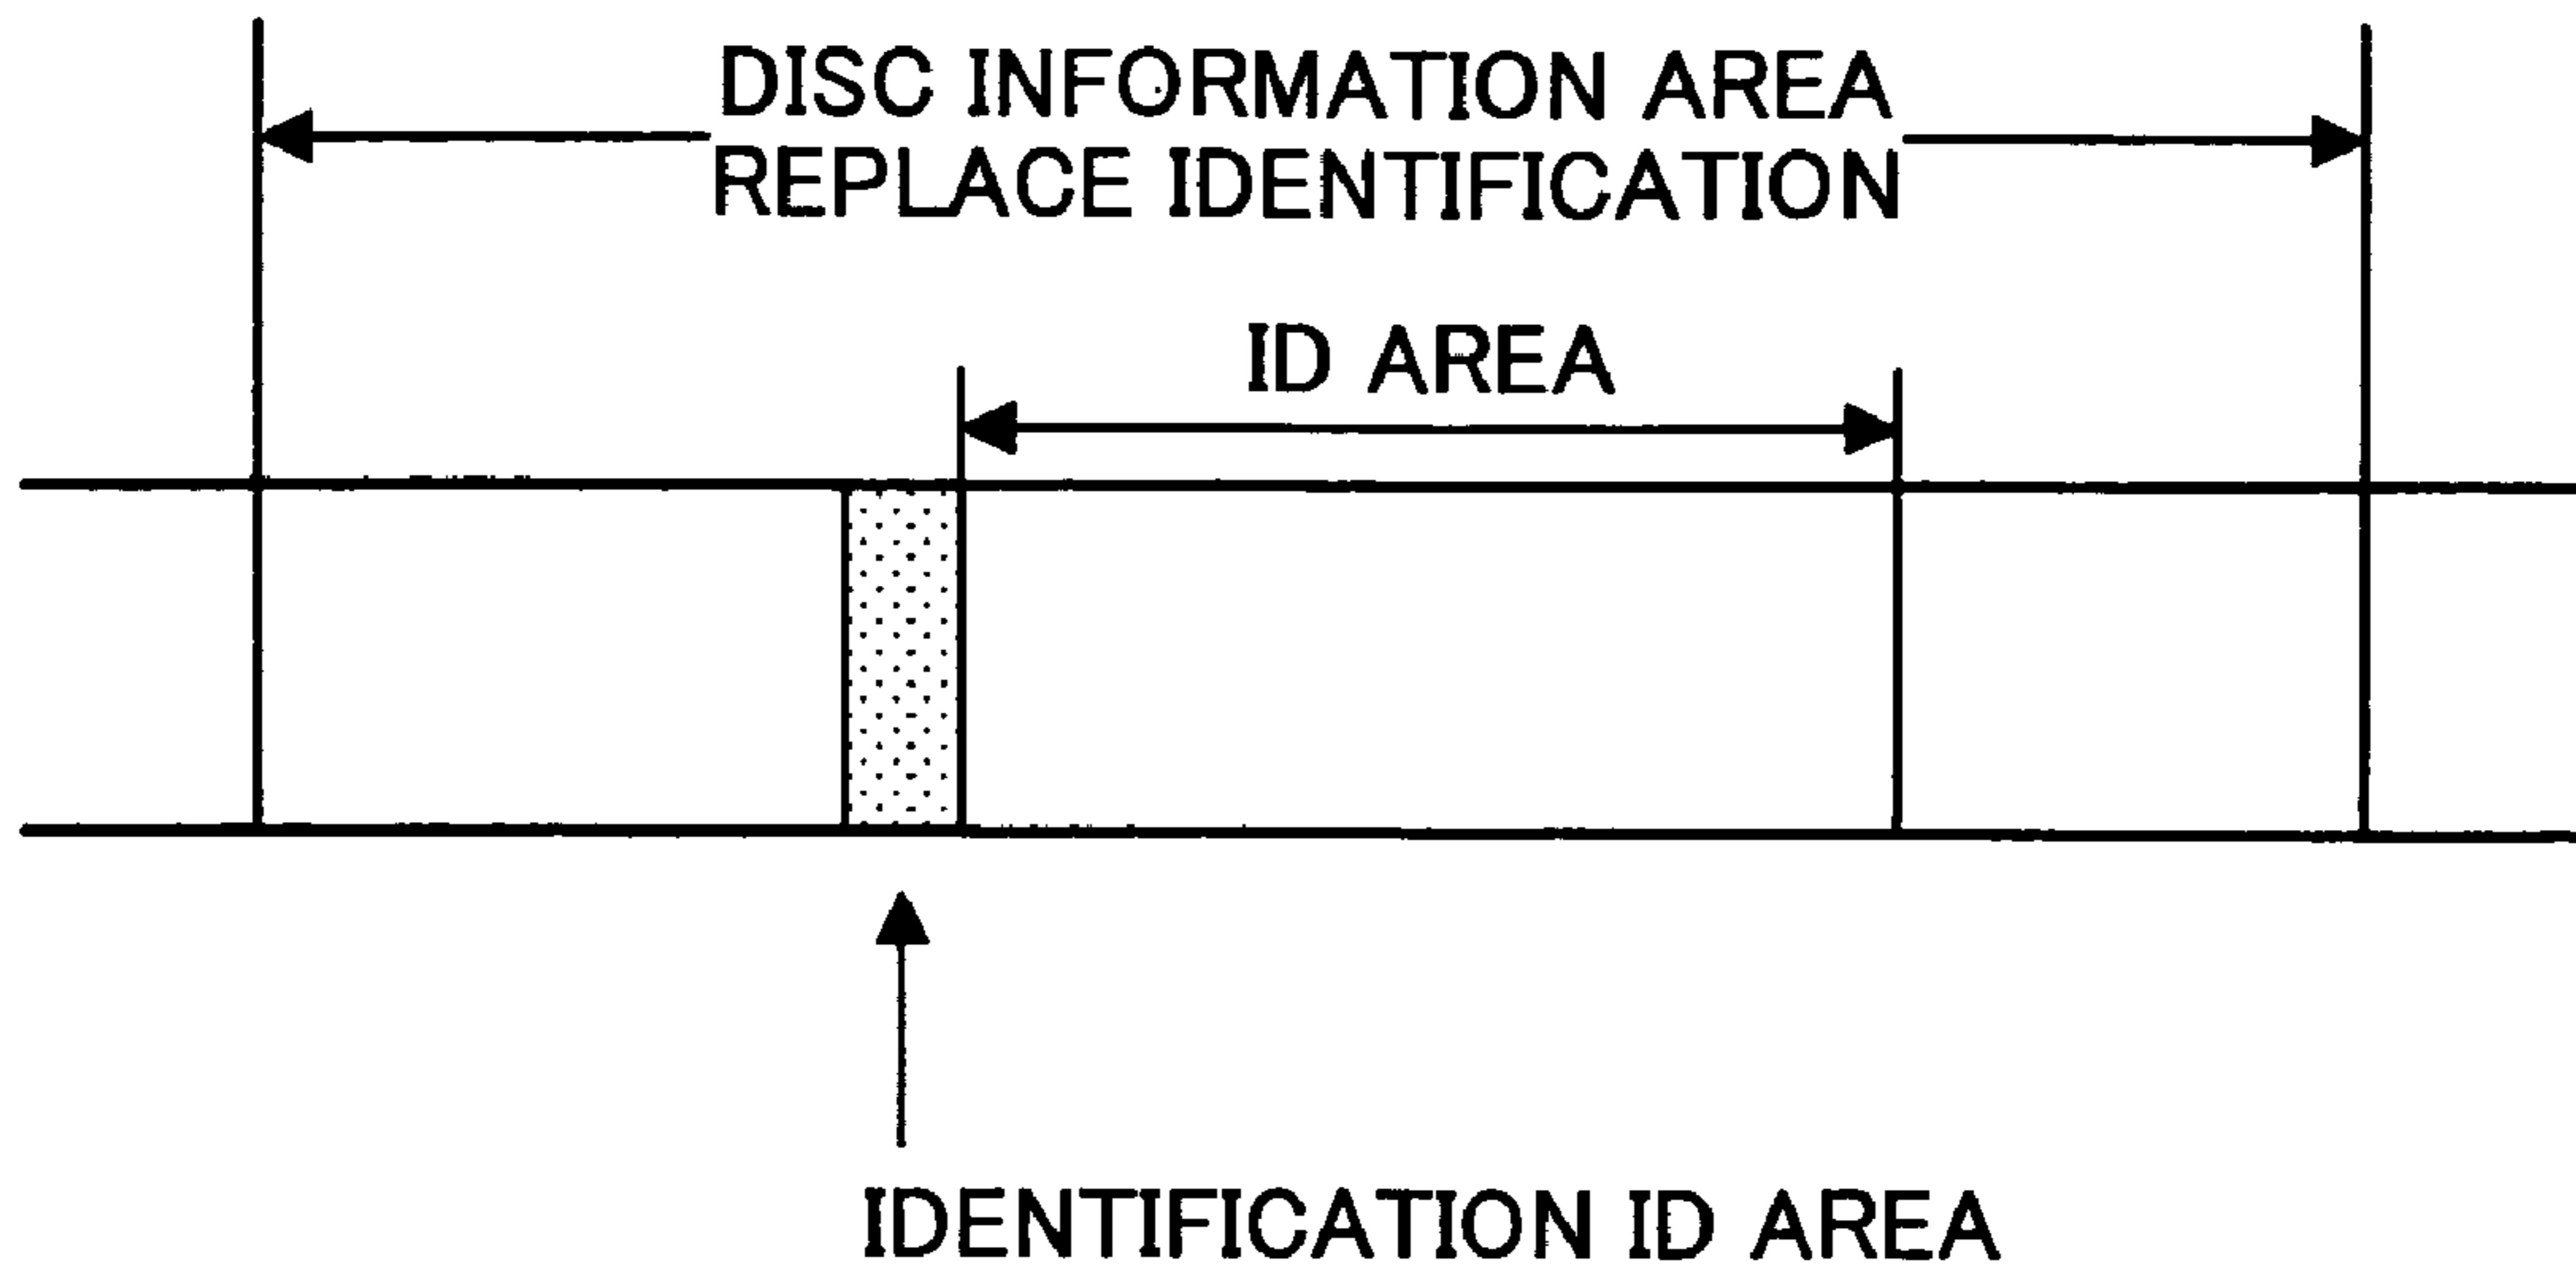 DISC INFORMATION AREA
REPLACE IDENTIFICATION
ID AREA
IDENTIFICATION ID AREA